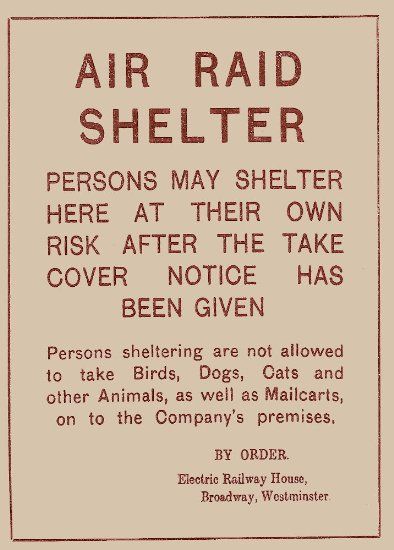 AIR RAID
SHELTER
PERSONS MAY SHELTER
HERE AT THEIR OWN
RISK AFTER THE TAKE
COVER NOTICE HAS
BEEN GIVEN
Persons sheltering are not allowed
to take Birds, Dogs, Cats and
other Animals, as well as Mailcarts,
on to the Company's premises.
BY ORDER.
Electric Railway House,
Broadway, Westminster.